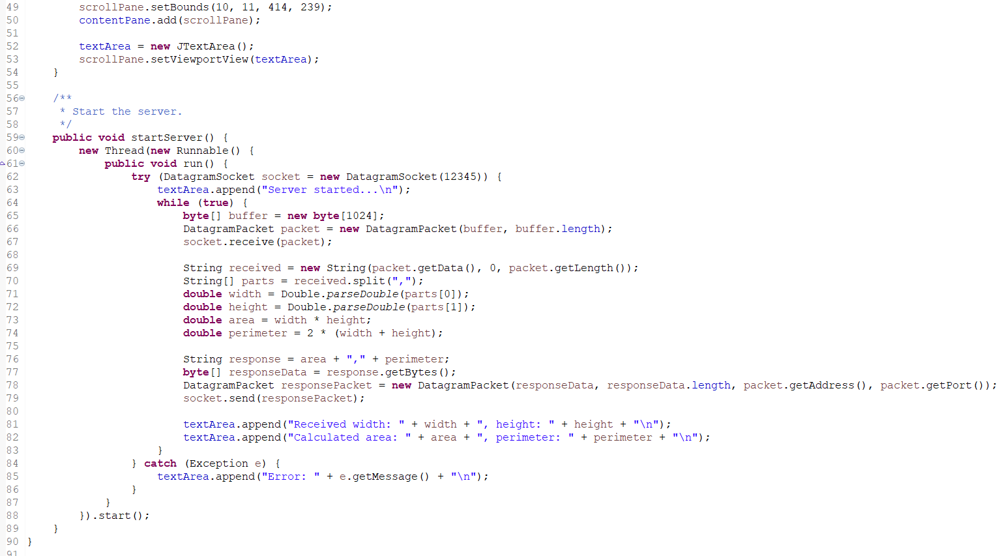 49         scrollPane.setBounds(10, 11, 414, 239);
50         contentPane.add(scrollPane);
51
52         textArea = new JTextArea();
53         scrollPane.setViewportView(textArea);
54     }
55
56     /**
57      * Start the server.
58      */
59     public void startServer() {
60         new Thread(new Runnable() {
61             public void run() {
62                 try (DatagramSocket socket = new DatagramSocket(12345)) {
63                     textArea.append("Server started...\n");
64                     while (true) {
65                         byte[] buffer = new byte[1024];
66                         DatagramPacket packet = new DatagramPacket(buffer, buffer.length);
67                         socket.receive(packet);
68
69                         String received = new String(packet.getData(), 0, packet.getLength());
70                         String[] parts = received.split(",");
71                         double width = Double.parseDouble(parts[0]);
72                         double height = Double.parseDouble(parts[1]);
73                         double area = width * height;
74                         double perimeter = 2 * (width + height);
75
76                         String response = area + "," + perimeter;
77                         byte[] responseData = response.getBytes();
78                         DatagramPacket responsePacket = new DatagramPacket(responseData, responseData.length, packet.getAddress(), packet.getPort());
79                         socket.send(responsePacket);
80
81                         textArea.append("Received width: " + width + ", height: " + height + "\n");
82                         textArea.append("Calculated area: " + area + ", perimeter: " + perimeter + "\n");
83                     }
84                 } catch (Exception e) {
85                     textArea.append("Error: " + e.getMessage() + "\n");
86                 }
87             }
88         }).start();
89     }
90 }
91